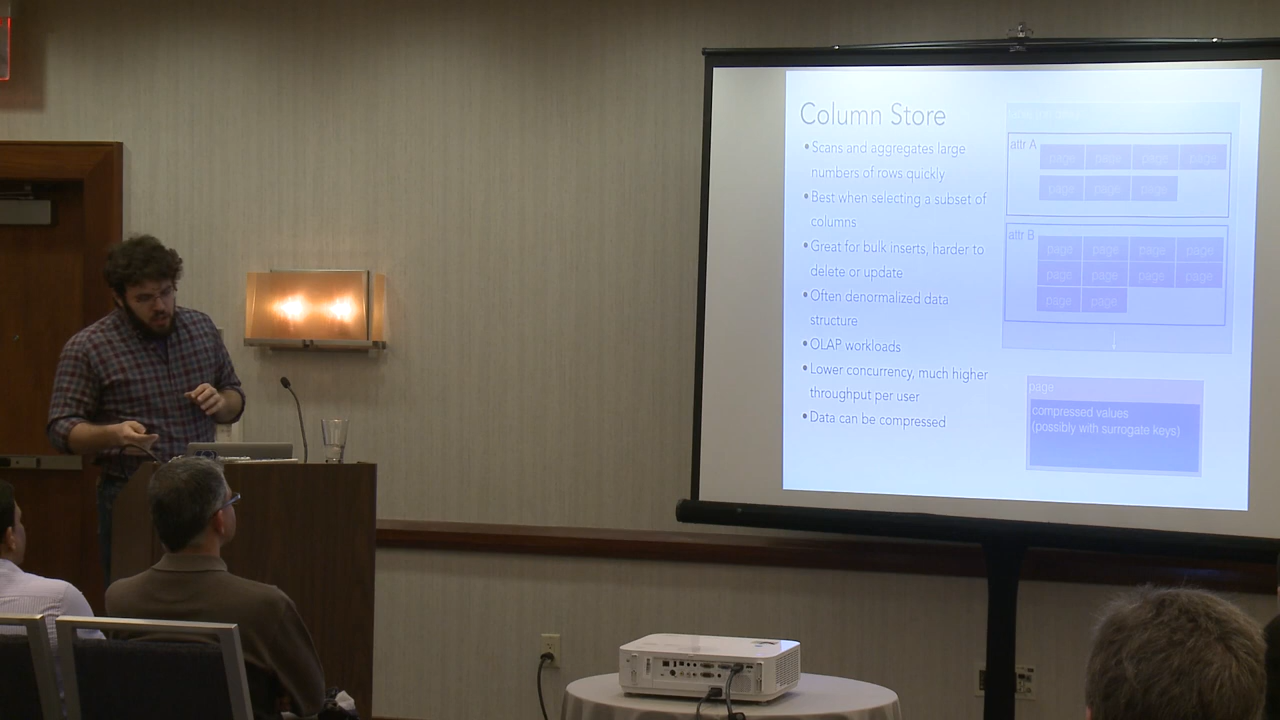 Column Store
• Scans and aggregates large
numbers of rows quickly
• Best when selecting a subset of
columns
• Great for bulk inserts, harder to
delete or update
• Often denormalized data
structure
• OLAP workloads
• Lower concurrency, much higher
throughput per user
• Data can be compressed
attr A
page page page page
page page page
attr B
page page page page
page page page page
page page
page
compressed values
(possibly with surrogate keys)